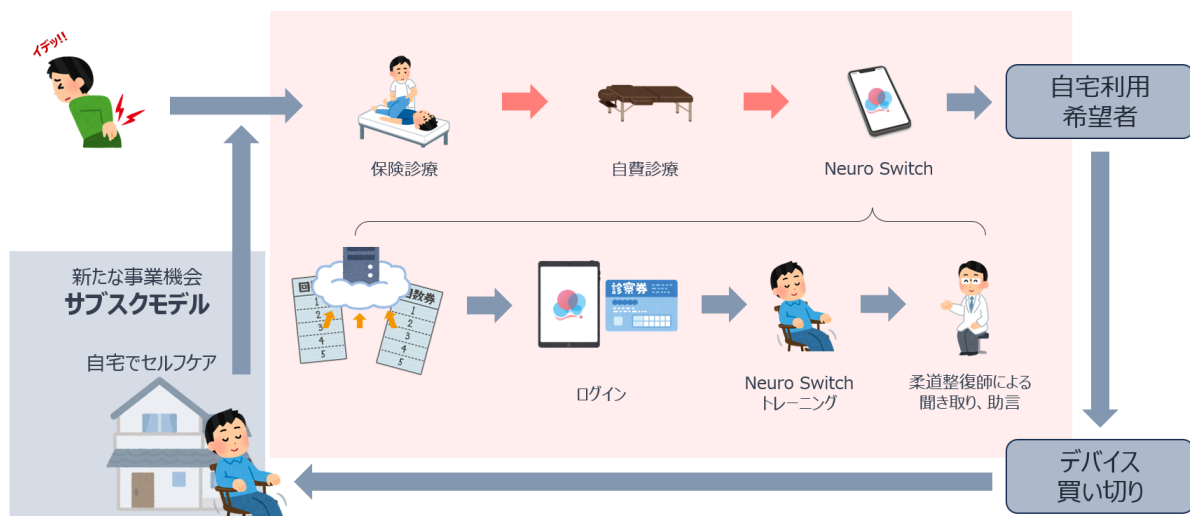 イデッ!!
保険診療
自費診療
Neuro Switch
自宅利用
希望者
新たな事業機会
サブスクモデル
自宅でセルフケア
回
1
2
3
4
5
数券
1
2
3
4
5
診察券
ログイン
Neuro Switch
トレーニング
柔道整復師による
聞き取り、助言
デバイス
買い切り